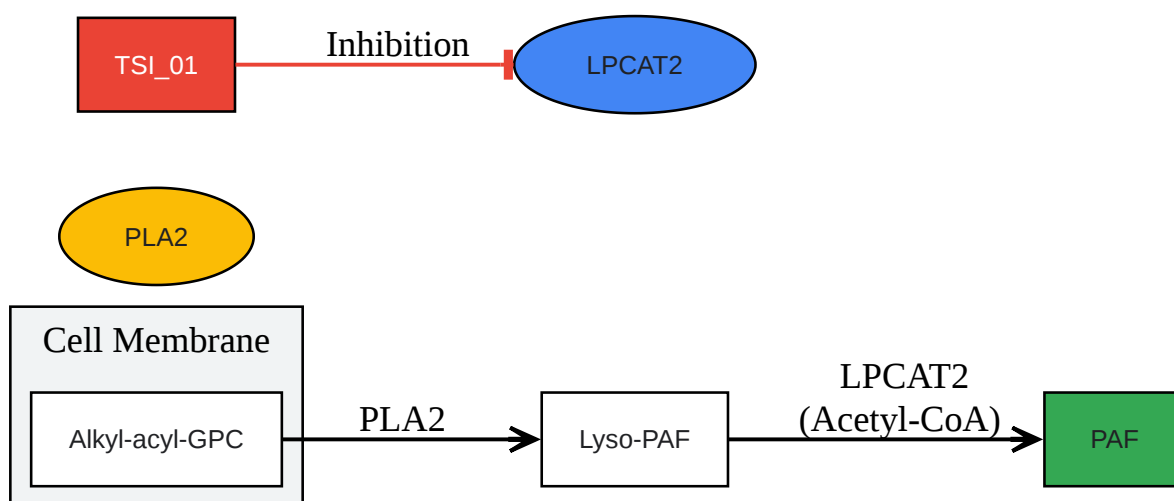 TSI_01
Inhibition
LPCAT2
PLA2
Cell Membrane
Alkyl-acyl-GPC
PLA2
Lyso-PAF
LPCAT2
(Acetyl-CoA)
PAF